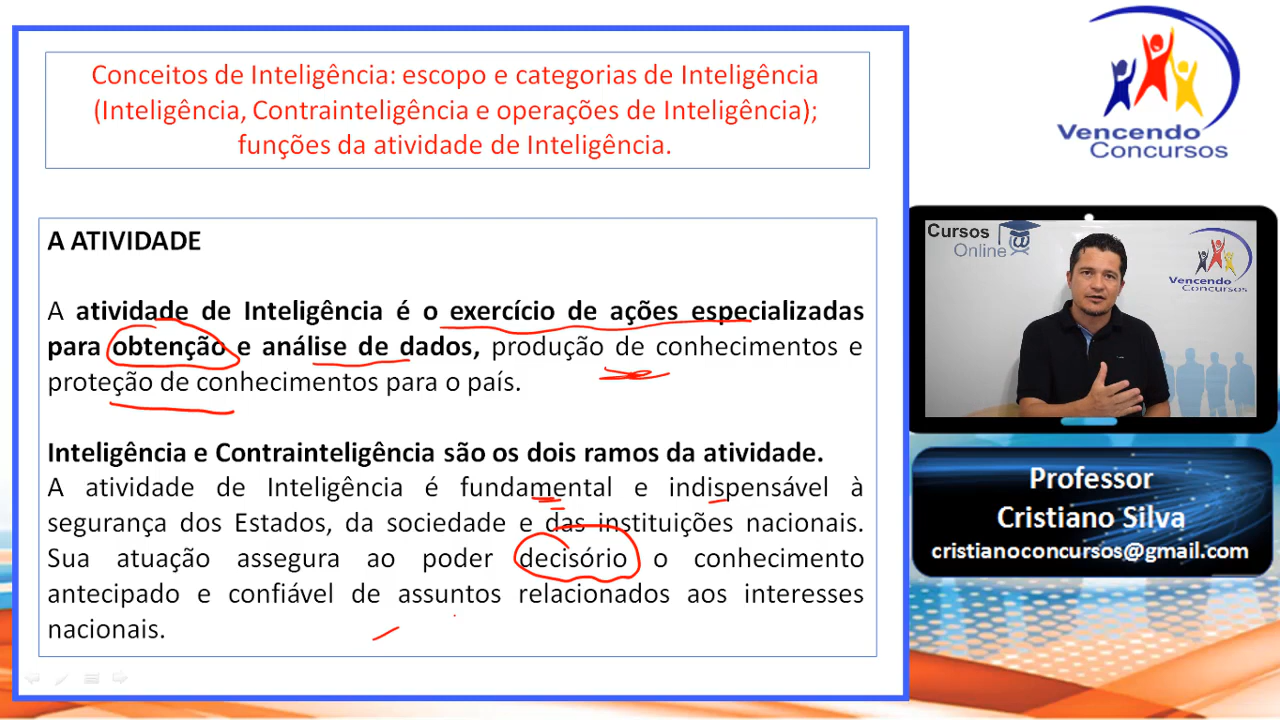 Conceitos de Inteligência: escopo e categorias de Inteligência
(Inteligência, Contrainteligência e operações de Inteligência);
funções da atividade de Inteligência.
A ATIVIDADE
A atividade de Inteligência é o exercício de ações especializadas
para obtenção e análise de dados, produção de conhecimentos e
proteção de conhecimentos para o país.
Inteligência e Contrainteligência são os dois ramos da atividade.
A atividade de Inteligência é fundamental e indispensável à
segurança dos Estados, da sociedade e das instituições nacionais.
Sua atuação assegura ao poder decisório o conhecimento
antecipado e confiável de assuntos relacionados aos interesses
nacionais.
Vencendo
Concursos
Cursos
Online
Vencendo
Concursos
Professor
Cristiano Silva
cristianoconcursos@gmail.com